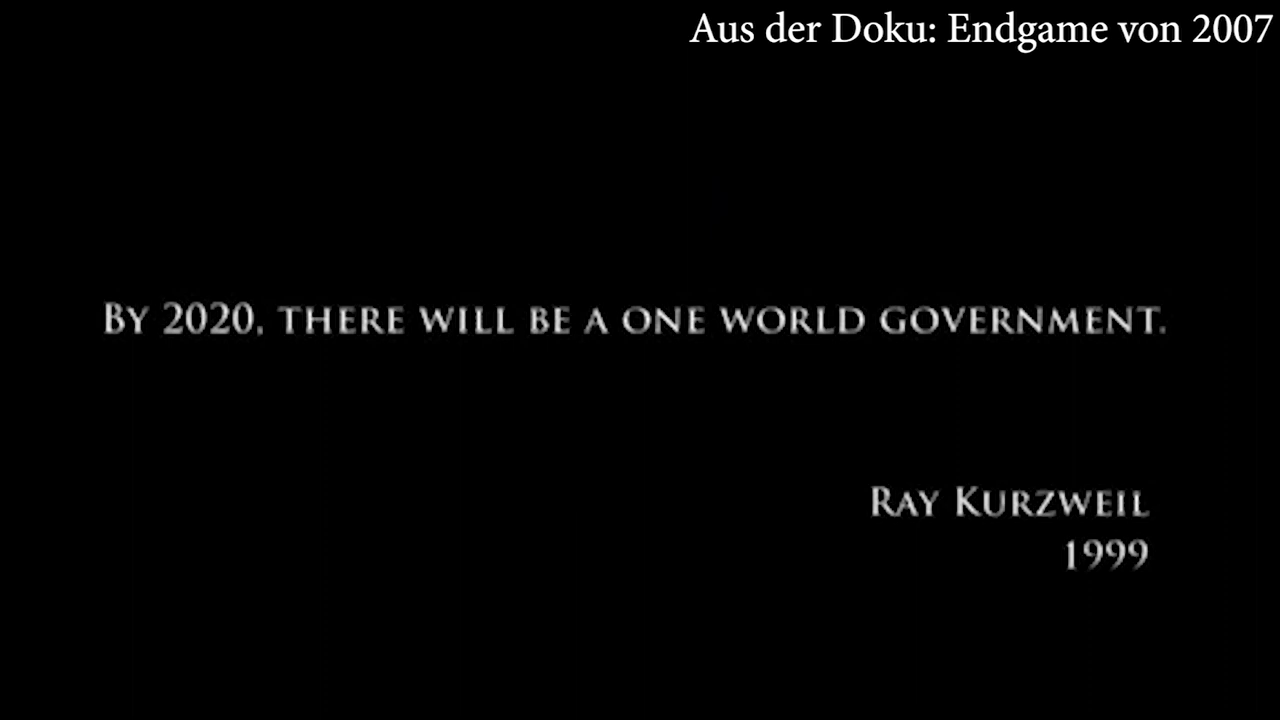 Aus der Doku: Endgame von 2007
By 2020, there will be a one world government.
Ray Kurzweil
1999